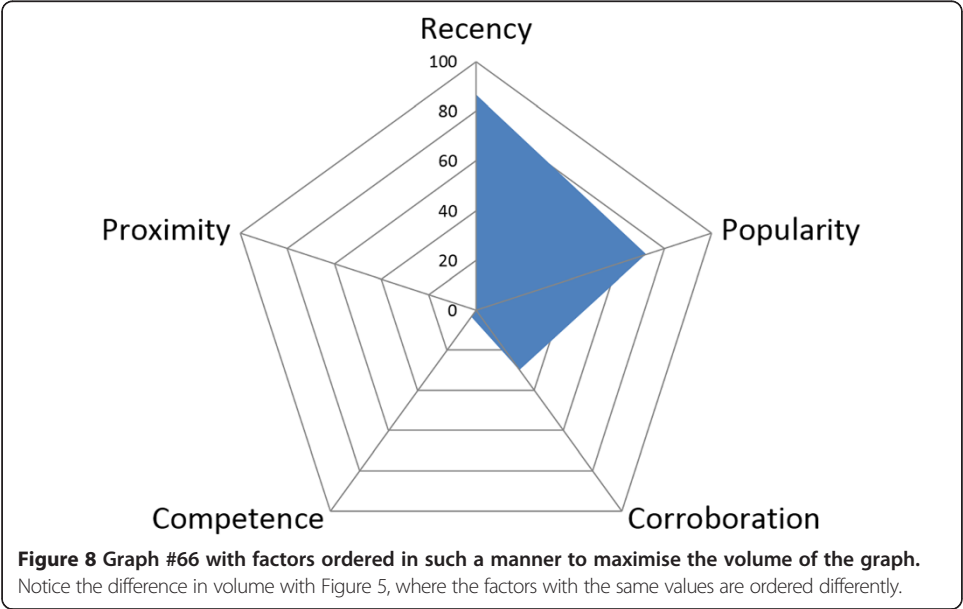 Recency
100
80
60
40
20
0
Proximity
Popularity
Competence
Corroboration
Figure 8 Graph #66 with factors ordered in such a manner to maximise the volume of the graph.
Notice the difference in volume with Figure 5, where the factors with the same values are ordered differently.